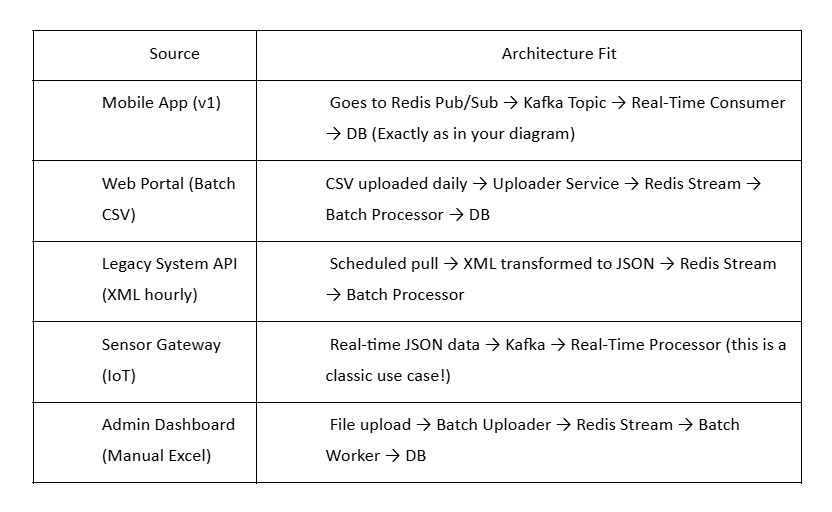 Source
Architecture Fit
Mobile App (v1)
Goes to Redis Pub/Sub → Kafka Topic → Real-Time Consumer
→ DB (Exactly as in your diagram)
Web Portal (Batch
CSV)
CSV uploaded daily → Uploader Service → Redis Stream →
Batch Processor → DB
Legacy System API
(XML hourly)
Scheduled pull → XML transformed to JSON → Redis Stream
→ Batch Processor
Sensor Gateway
(IoT)
Real-time JSON data → Kafka → Real-Time Processor (this is a
classic use case!)
Admin Dashboard
(Manual Excel)
File upload → Batch Uploader → Redis Stream → Batch
Worker → DB